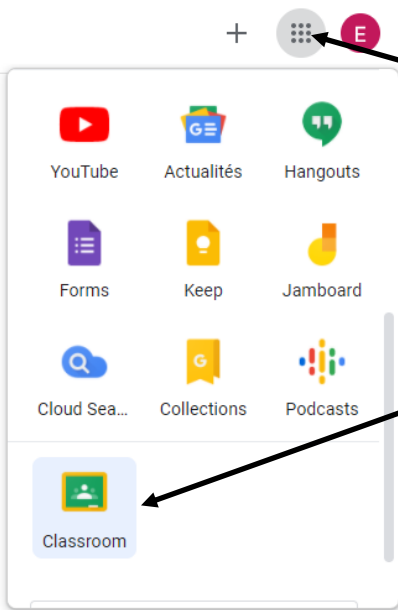 E
YouTube Actualités Hangouts
Forms Keep Jamboard
Cloud Sea... Collections Podcasts
Classroom